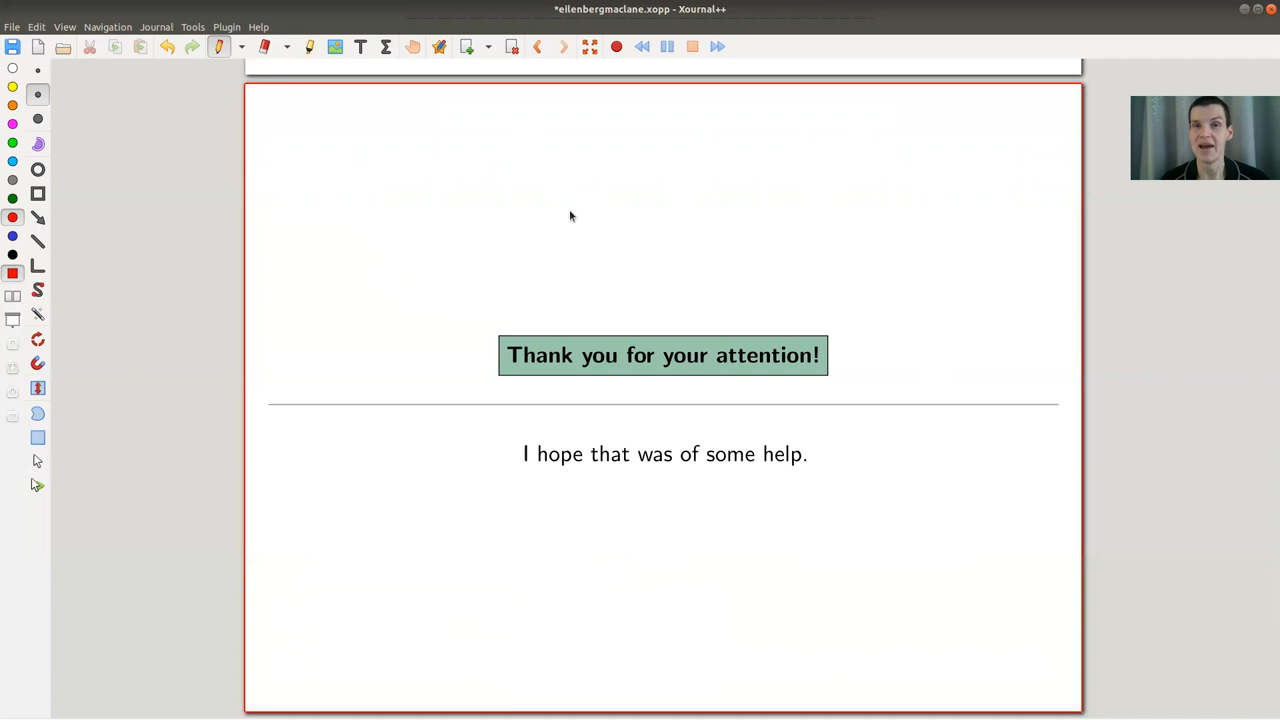 *eilenbergmaclane.xopp - Xournal++
File Edit View Navigation Journal Tools Plugin Help
Thank you for your attention!
I hope that was of some help.